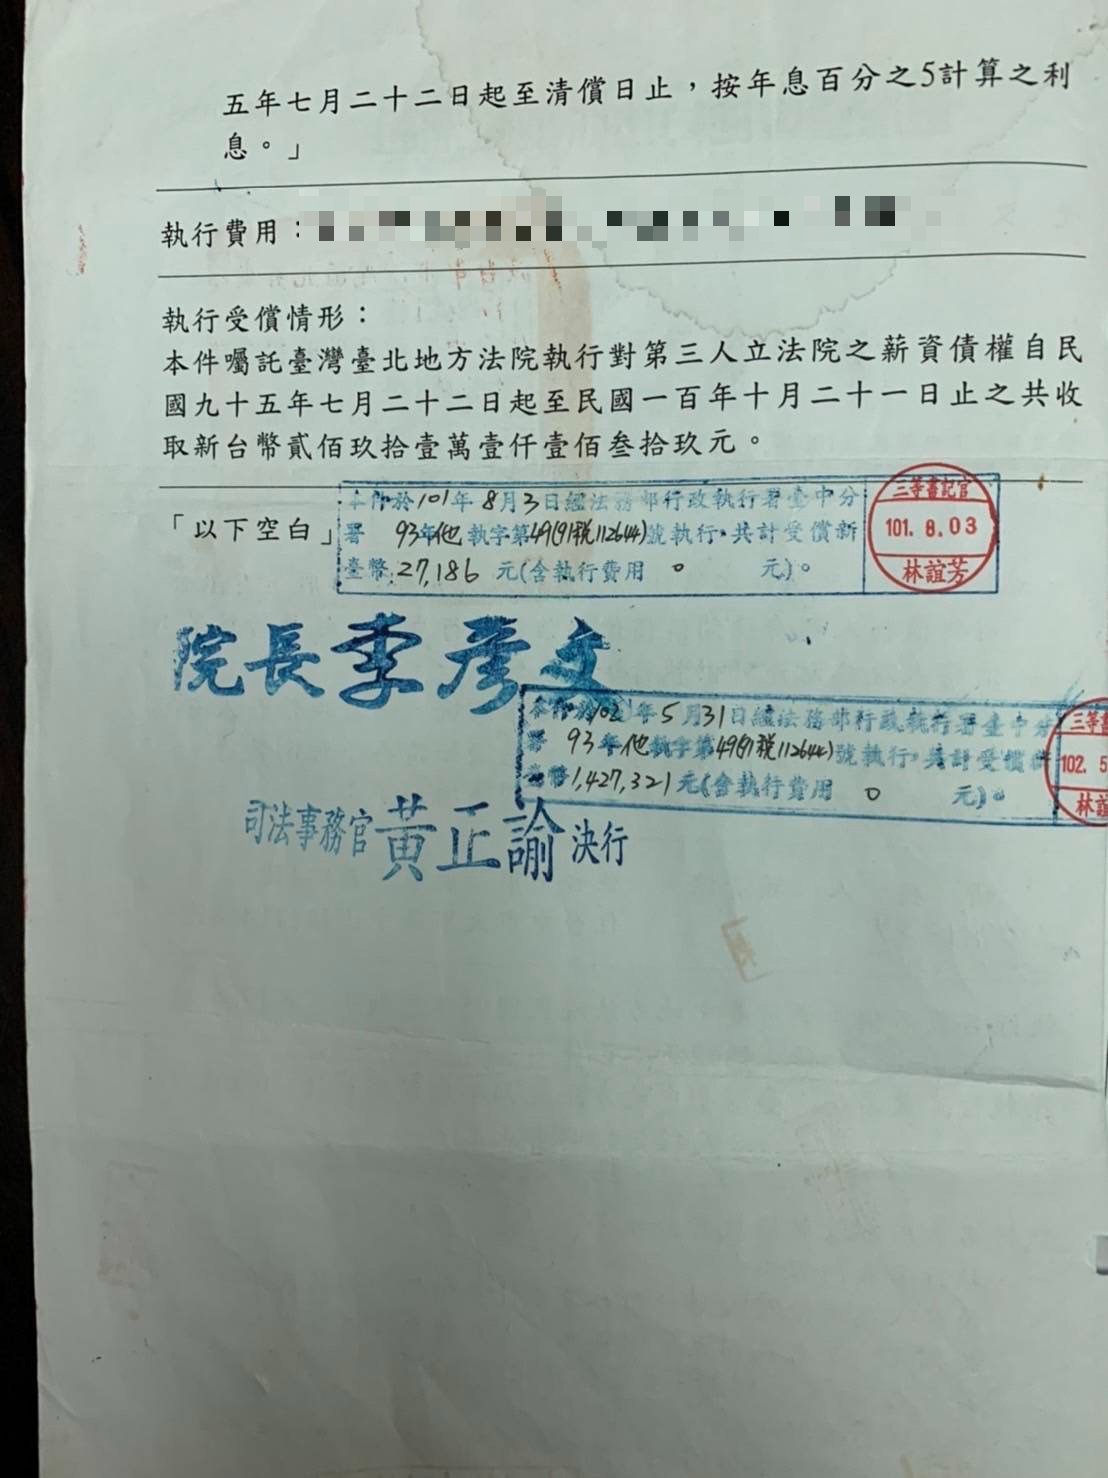 五年七月二十二日起至清償日止，按年息百分之5計算之利
息。」
執行費用：
執行受償情形：
本件囑託臺灣臺北地方法院執行對第三人立法院之薪資債權自民
國九十五年七月二十二日起至民國一百年十月二十一日止之共收
取新台幣貳佰玖拾壹萬壹仟壹佰叁拾玖元。
「以下空白」
本件於101年8月3日經法務部行政執行署臺中分
署 93年他執字第49(91稅112644)號執行，共計受償新
臺幣27,186元(含執行費用 0 元)。
三等書記官
101. 8. 03
林誼芳
院長李彥文
本件於102年5月31日經法務部行政執行署臺中分
署 93年他執字第49(91稅112644)號執行，共計受償新
臺幣1,427,321元(含執行費用 0 元)。
三等書
102. 5
林誼
司法事務官黃正諭決行